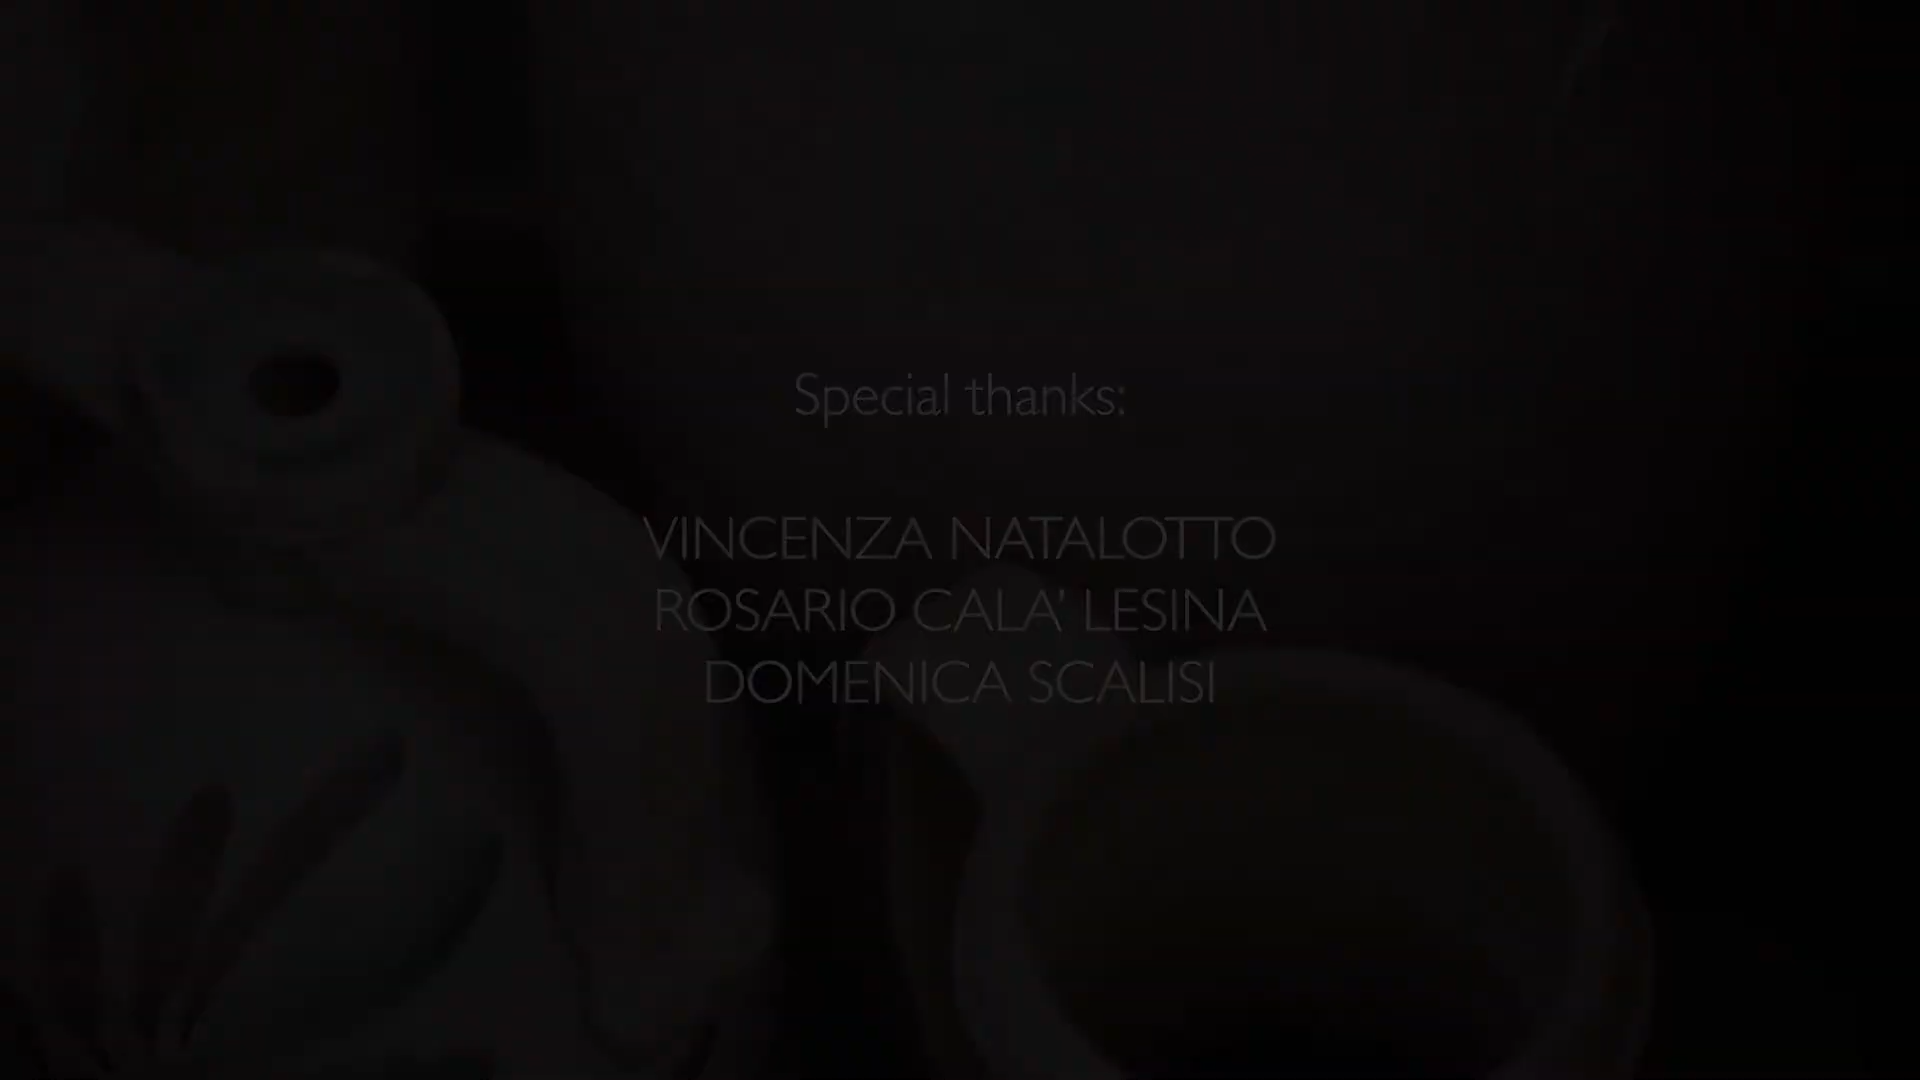 Special thanks:
VINCENZA NATALOTTO
ROSARIO CALA' LESINA
DOMENICA SCALISI